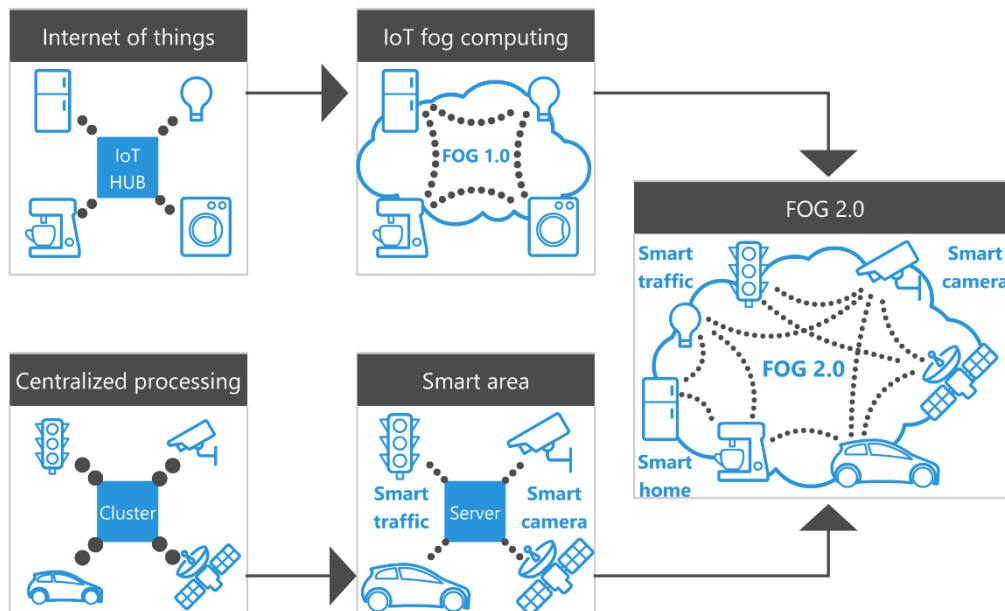 Internet of things
IoT
HUB
IoT fog computing
FOG 1.0
FOG 2.0
Smart
traffic
Smart
camera
FOG 2.0
Smart
home
Centralized processing
Cluster
Smart area
Smart
traffic
Server
Smart
camera